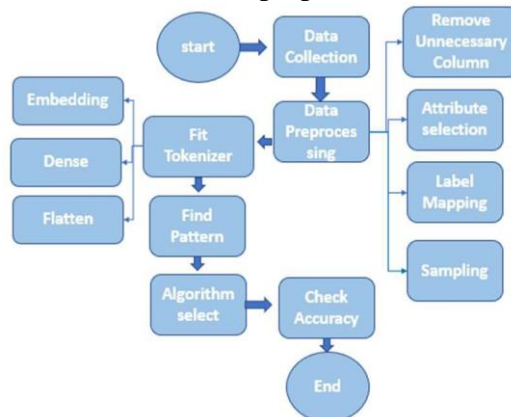 start
Data
Collection
Remove
Unnecessary
Column
Embedding
Fit
Tokenizer
Data
Preproces
sing
Attribute
selection
Dense
Flatten
Find
Pattern
Label
Mapping
Algorithm
select
Check
Accuracy
Sampling
End